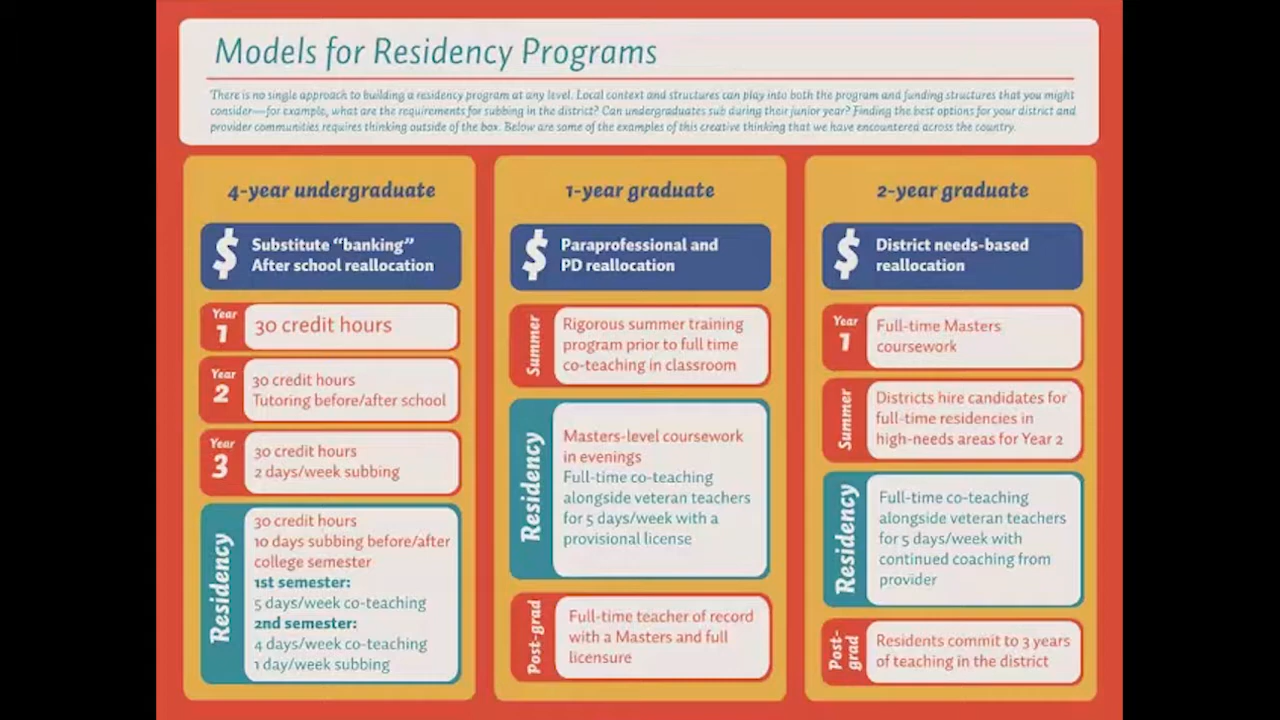 Models for Residency Programs
There is no single approach to building a residency program at any level. Local context and structures can play into both the program and funding structures that you might
consider—for example, what are the requirements for subbing in the district? Can undergraduates sub during their junior year? Finding the best options for your district and
provider communities requires thinking outside of the box. Below are some of the examples of this creative thinking that we have encountered across the country.
4-year undergraduate
$
Substitute “banking”
After school reallocation
Year
1
30 credit hours
Year
2
30 credit hours
Tutoring before/after school
Year
3
30 credit hours
2 days/week subbing
Residency
30 credit hours
10 days subbing before/after
college semester
1st semester:
5 days/week co-teaching
2nd semester:
4 days/week co-teaching
1 day/week subbing
1-year graduate
$
Paraprofessional and
PD reallocation
Summer
Rigorous summer training
program prior to full time
co-teaching in classroom
Residency
Masters-level coursework
in evenings
Full-time co-teaching
alongside veteran teachers
for 5 days/week with a
provisional license
Post-grad
Full-time teacher of record
with a Masters and full
licensure
2-year graduate
$
District needs-based
reallocation
Year
1
Full-time Masters
coursework
Summer
Districts hire candidates for
full-time residencies in
high-needs areas for Year 2
Residency
Full-time co-teaching
alongside veteran teachers
for 5 days/week with
continued coaching from
provider
Post-
grad
Residents commit to 3 years
of teaching in the district